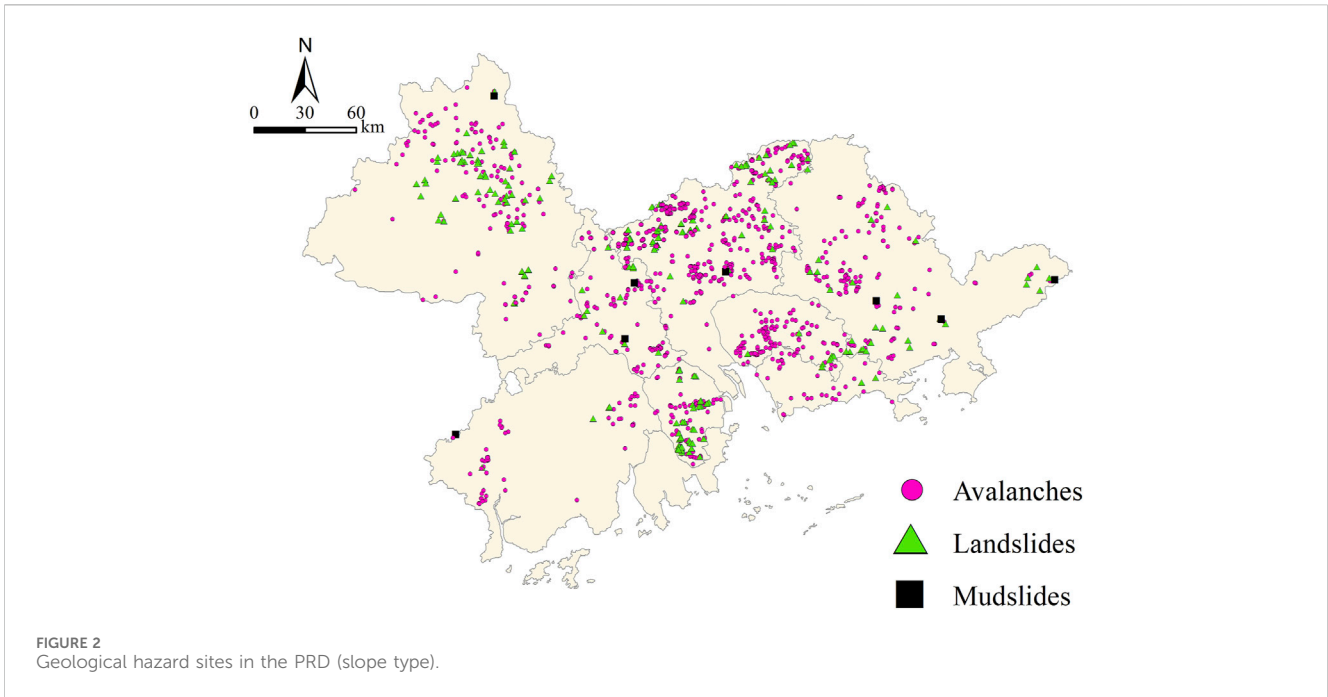 N
0 30 60
km
Avalanches
Landslides
Mudslides
FIGURE 2
Geological hazard sites in the PRD (slope type).